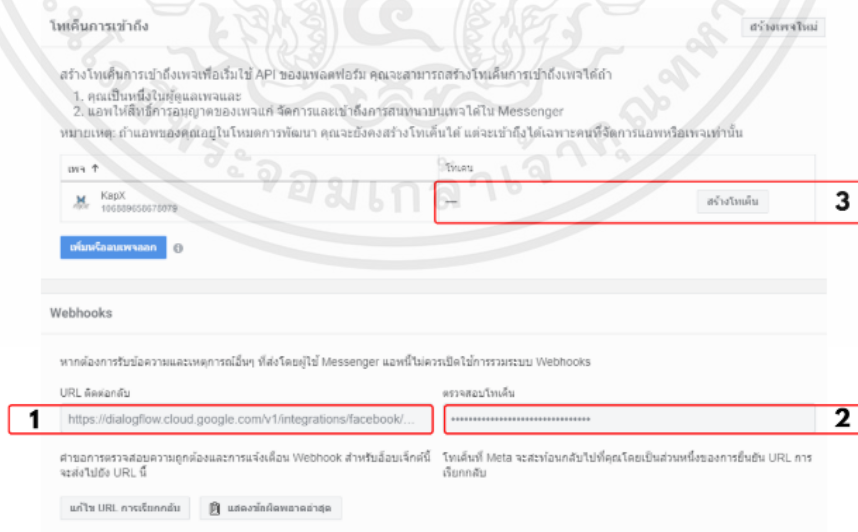 โทเค็นการเข้าถึง
สร้างเพจใหม่
สร้างโทเค็นการเข้าถึงเพจเพื่อเริ่มใช้ API ของแพลตฟอร์ม คุณจะสามารถสร้างโทเค็นการเข้าถึงเพจได้ถ้า
1. คุณเป็นหนึ่งในผู้ดูแลเพจและ
2. แอพให้สิทธิ์การอนุญาตของเพจแก่ จัดการและเข้าถึงการสนทนาบนเพจได้ใน Messenger
หมายเหตุ: ถ้าแอพของคุณอยู่ในโหมดการพัฒนา คุณจะยังคงสร้างโทเค็นได้ แต่จะเข้าถึงได้เฉพาะคนที่จัดการแอพหรือเพจเท่านั้น
เพจ ↑
โทเค็น
KapX
106889658678079
—
สร้างโทเค็น
3
เพิ่มหรือลบเพจออก
Webhooks
หากต้องการรับข้อความและเหตุการณ์อื่นๆ ที่ส่งโดยผู้ใช้ Messenger แอพนี้ไม่ควรเปิดใช้การรวมระบบ Webhooks
URL ติดต่อกลับ
ตรวจสอบโทเค็น
1
https://dialogflow.cloud.google.com/v1/integrations/facebook/...
2
คำขอการตรวจสอบความถูกต้องและการแจ้งเตือน Webhook สำหรับอ็อบเจ็กต์นี้
จะส่งไปยัง URL นี้
โทเค็นที่ Meta จะสะท้อนกลับไปที่คุณโดยเป็นส่วนหนึ่งของการยืนยัน URL การ
เรียกกลับ
แก้ไข URL การเรียกกลับ
แสดงข้อผิดพลาดล่าสุด
พระจอมเกล้าเจ้าคุณทหาร